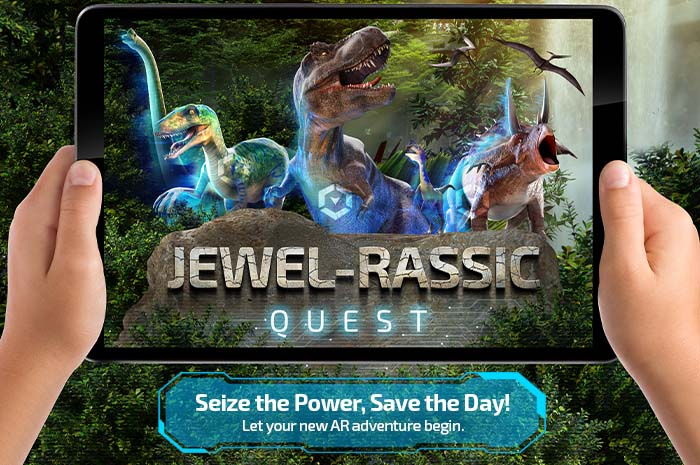 JEWEL-RASSIC
QUEST
Seize the Power, Save the Day!
Let your new AR adventure begin.